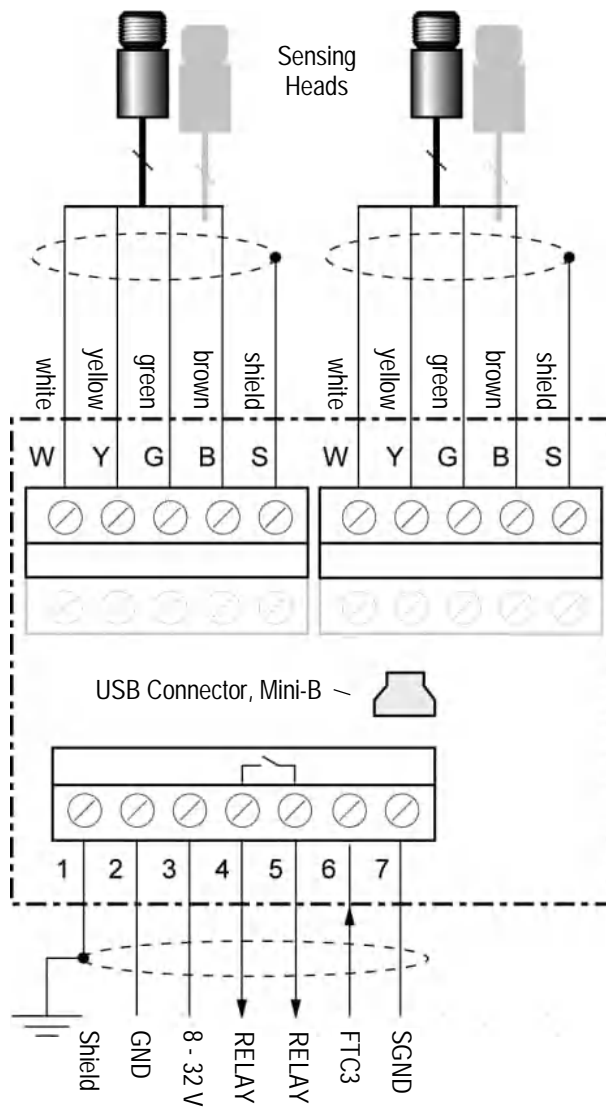 Sensing
Heads
white
yellow
green
brown
shield
white
yellow
green
brown
shield
W Y G B S
W Y G B S
USB Connector, Mini-B
1 2 3 4 5 6 7
Shield
GND
8 - 32 V
RELAY
RELAY
FTC3
SGND